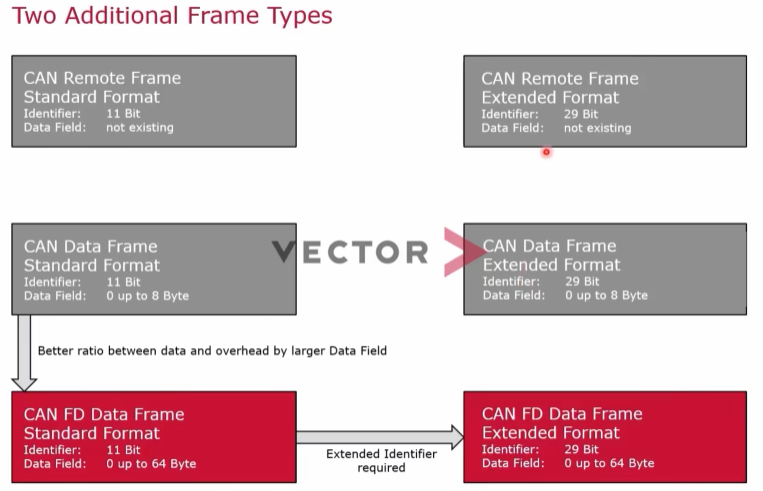 Two Additional Frame Types
CAN Remote Frame
Standard Format
Identifier: 11 Bit
Data Field: not existing
CAN Remote Frame
Extended Format
Identifier: 29 Bit
Data Field: not existing
VECTOR
CAN Data Frame
Standard Format
Identifier: 11 Bit
Data Field: 0 up to 8 Byte
CAN Data Frame
Extended Format
Identifier: 29 Bit
Data Field: 0 up to 8 Byte
Better ratio between data and overhead by larger Data Field
CAN FD Data Frame
Standard Format
Identifier: 11 Bit
Data Field: 0 up to 64 Byte
Extended Identifier
required
CAN FD Data Frame
Extended Format
Identifier: 29 Bit
Data Field: 0 up to 64 Byte